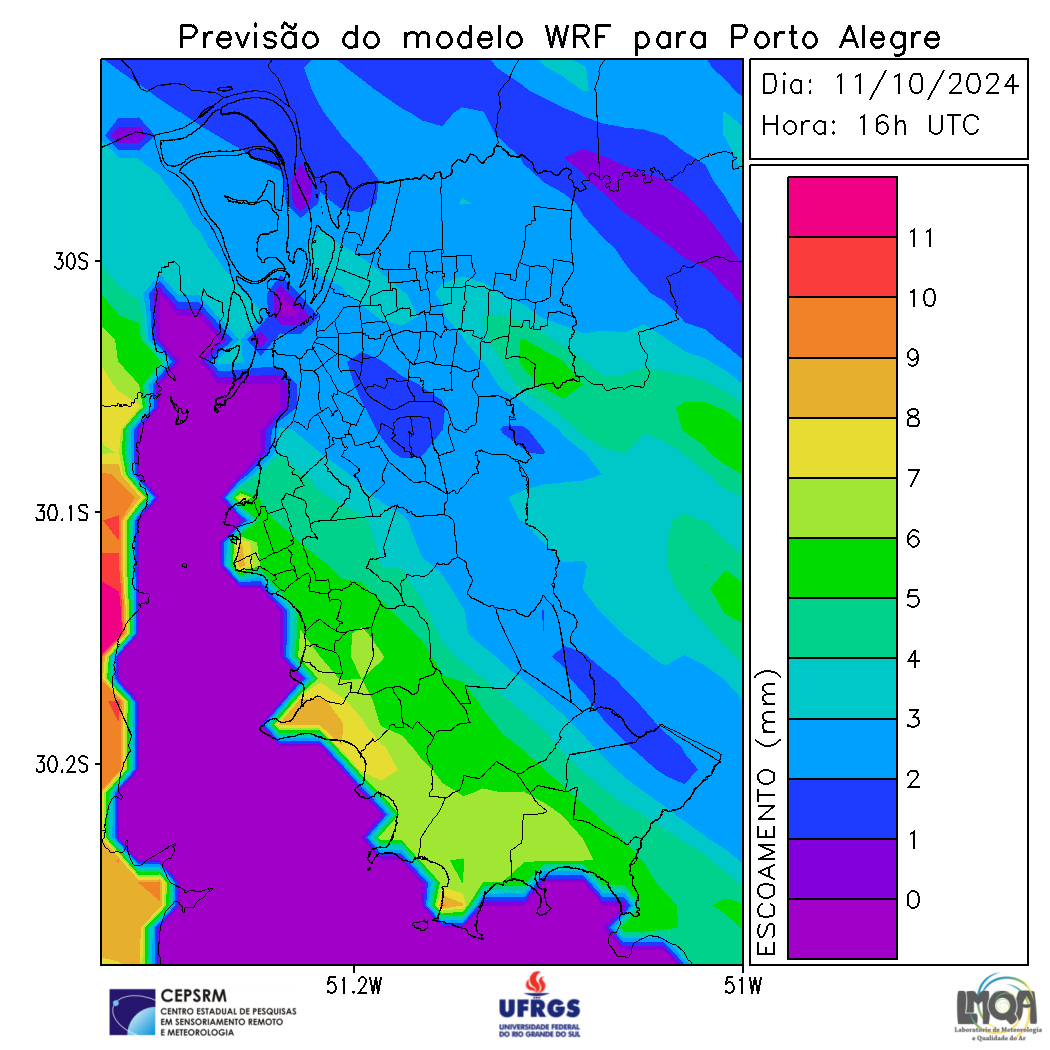 Previsão do modelo WRF para Porto Alegre
Dia: 11/10/2024
Hora: 16h UTC
30S
30.1S
30.2S
51.2W
51W
ESCOAMENTO (mm)
11
10
9
8
7
6
5
4
3
2
1
0
CEPSRM
CENTRO ESTADUAL DE PESQUISAS
EM SENSORIAMENTO REMOTO
E METEOROLOGIA
UFRGS
UNIVERSIDADE FEDERAL
DO RIO GRANDE DO SUL
LMQA
Laboratório de Meteorologia
e Qualidade do Ar